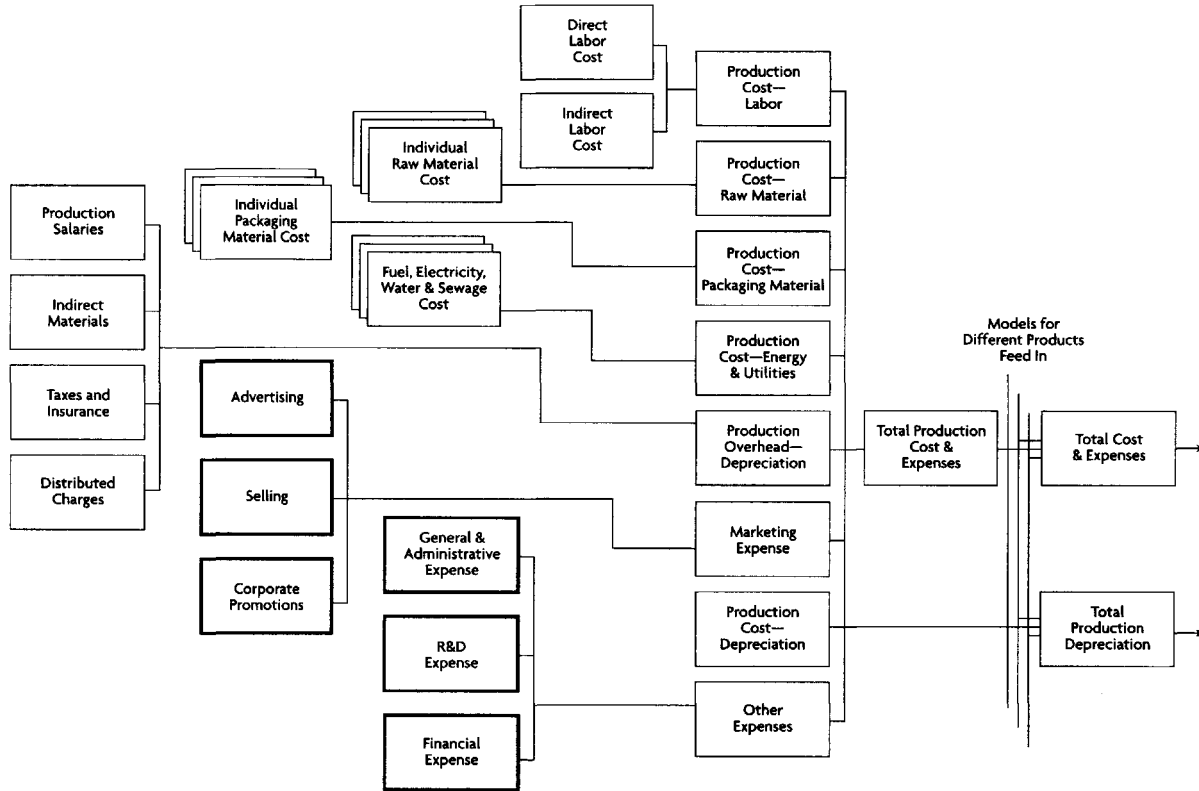 Direct
Labor
Cost
Indirect
Labor
Cost
Production
Cost—
Labor
Individual
Raw Material
Cost
Production
Cost—
Raw Material
Production
Salaries
Individual
Packaging
Material Cost
Production
Cost—
Packaging Material
Indirect
Materials
Fuel, Electricity,
Water & Sewage
Cost
Production
Cost—Energy
& Utilities
Models for
Different Products
Feed In
Taxes and
Insurance
Advertising
Production
Overhead—
Depreciation
Total Production
Cost &
Expenses
Total Cost
& Expenses
Distributed
Charges
Selling
General &
Administrative
Expense
Marketing
Expense
Corporate
Promotions
R&D
Expense
Production
Cost—
Depreciation
Total
Production
Depreciation
Financial
Expense
Other
Expenses